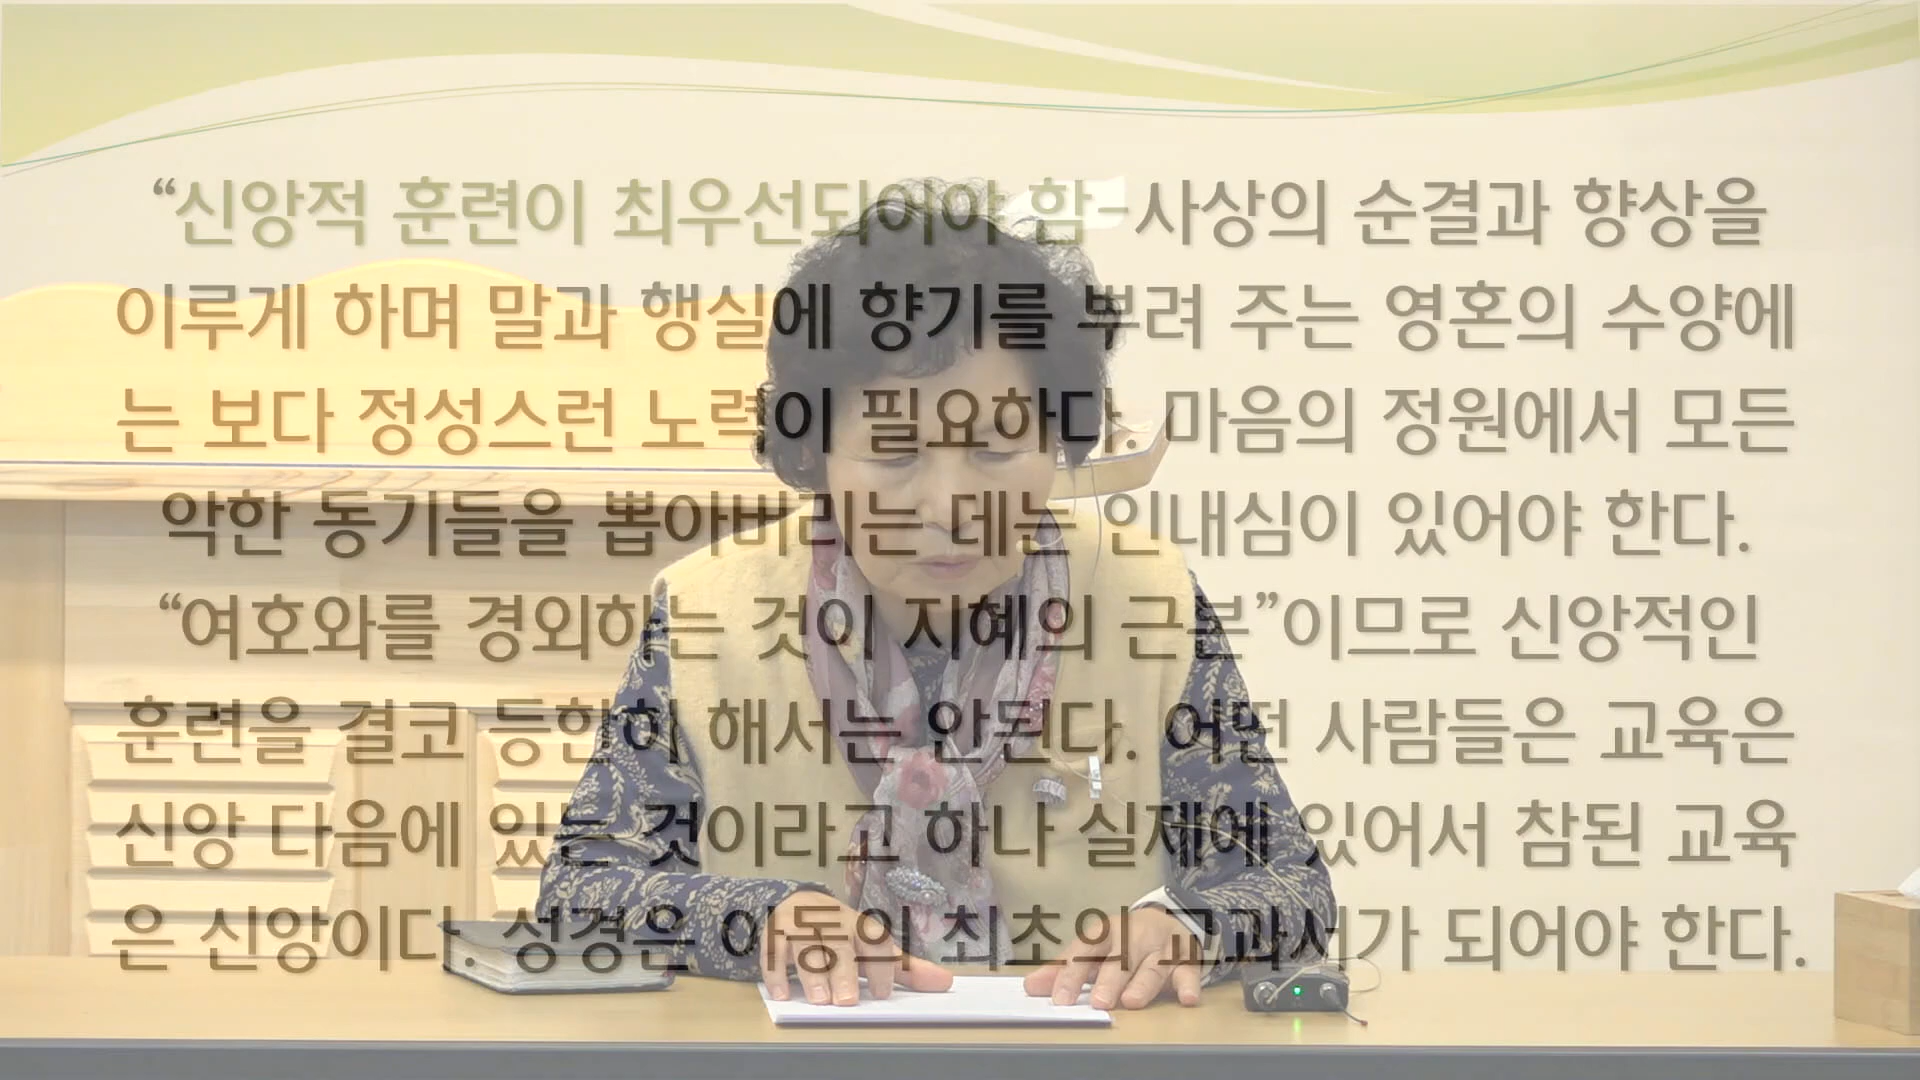 “신앙적 훈련이 최우선되어야 함-사상의 순결과 향상을
이루게 하며 말과 행실에 향기를 뿌려 주는 영혼의 수양에
는 보다 정성스런 노력이 필요하다. 마음의 정원에서 모든
악한 동기들을 뽑아버리는 데는 인내심이 있어야 한다.
“여호와를 경외하는 것이 지혜의 근본”이므로 신앙적인
훈련을 결코 등한히 해서는 안된다. 어떤 사람들은 교육은
신앙 다음에 있는 것이라고 하나 실제에 있어서 참된 교육
은 신앙이다. 성경은 아동의 최초의 교과서가 되어야 한다.